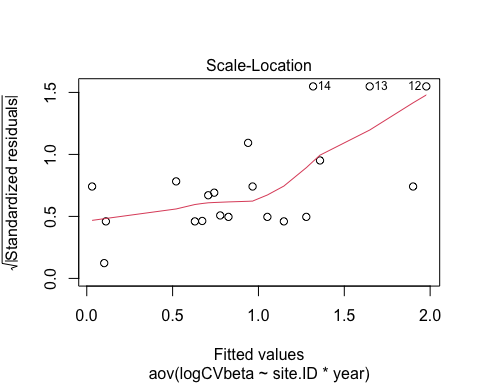 Scale-Location
√|Standardized residuals|
0.0 0.5 1.0 1.5
14 13 12
0.0 0.5 1.0 1.5 2.0
Fitted values
aov(logCVbeta ~ site.ID * year)